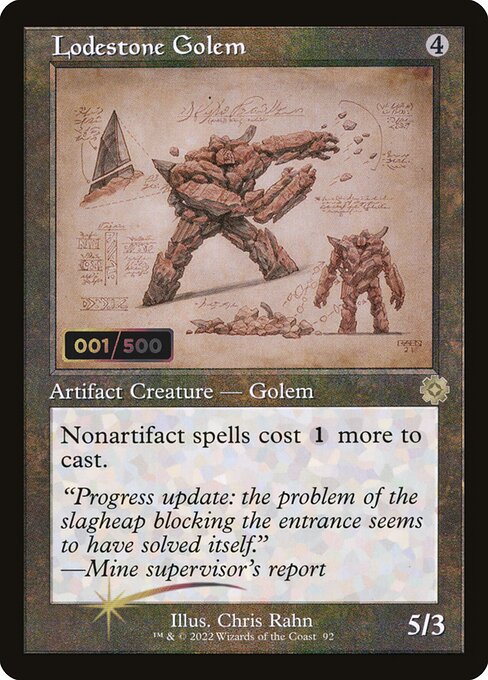 Lodestone Golem 4
001/500
Artifact Creature — Golem
Nonartifact spells cost 1 more to
cast.
“Progress update: the problem of the
slagheap blocking the entrance seems
to have solved itself.”
—Mine supervisor’s report
Illus. Chris Rahn
5/3
™ & © 2022 Wizards of the Coast 92